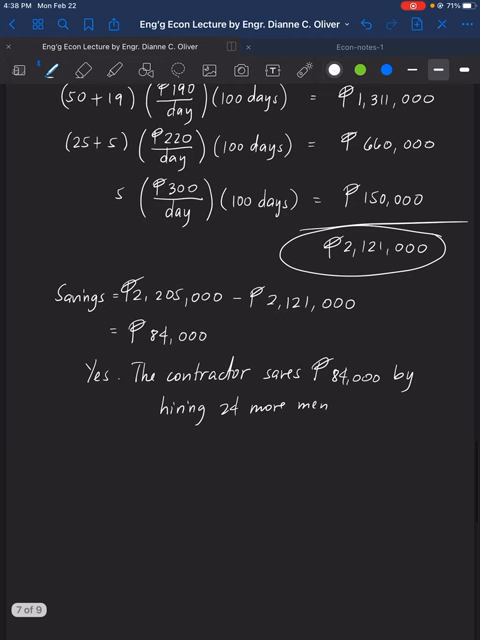 4:38 PM Mon Feb 22
71%
Eng'g Econ Lecture by Engr. Dianne C. Oliver
Eng'g Econ Lecture by Engr. Dianne C. Oliver
Econ-notes-1
(50 + 19) (₱190/day) (100 days) = ₱1,311,000
(25 + 5) (₱220/day) (100 days) = ₱660,000
5 (₱300/day) (100 days) = ₱150,000
₱2,121,000
Savings = ₱2,205,000 - ₱2,121,000
= ₱84,000
Yes. The contractor saves ₱84,000 by
hiring 24 more men
7 of 9